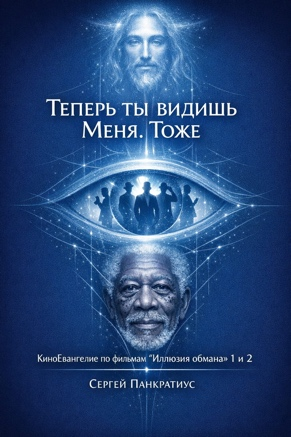 Теперь ты видишь
Меня. Тоже
КиноЕвангелие по фильмам "Иллюзия обмана" 1 и 2
Сергей Панкратиус